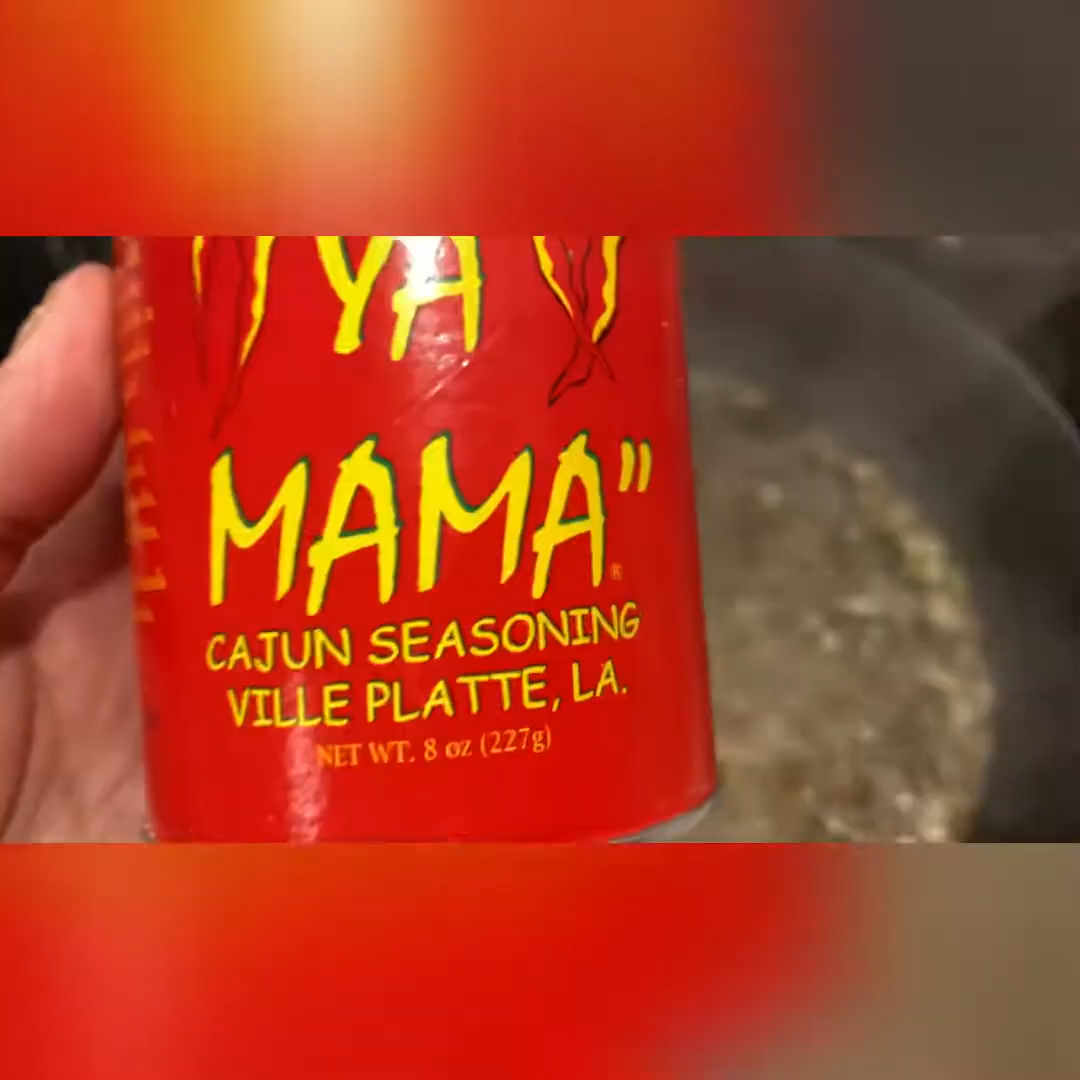 YA
MAMA"®
CAJUN SEASONING
VILLE PLATTE, LA.
NET WT. 8 oz (227g)